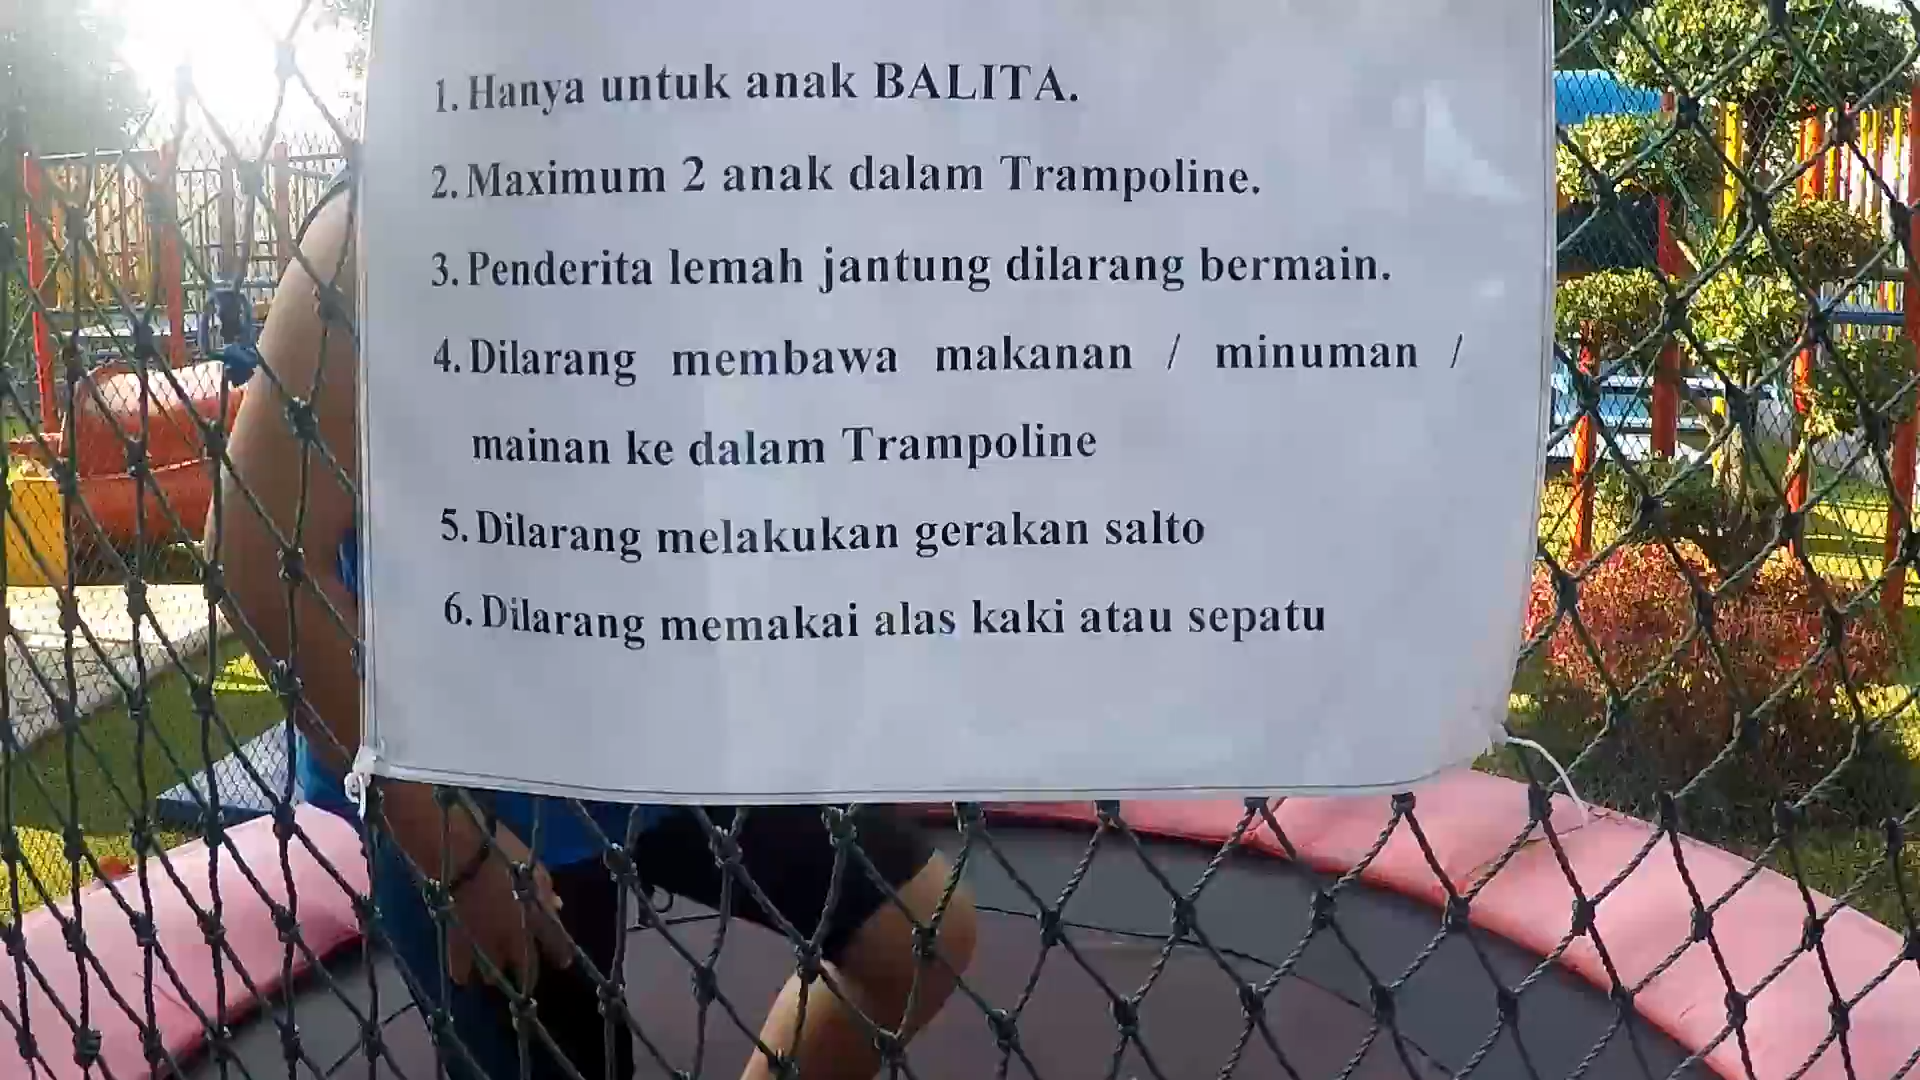 1. Hanya untuk anak BALITA.
2. Maximum 2 anak dalam Trampoline.
3. Penderita lemah jantung dilarang bermain.
4. Dilarang membawa makanan / minuman /
mainan ke dalam Trampoline
5. Dilarang melakukan gerakan salto
6. Dilarang memakai alas kaki atau sepatu